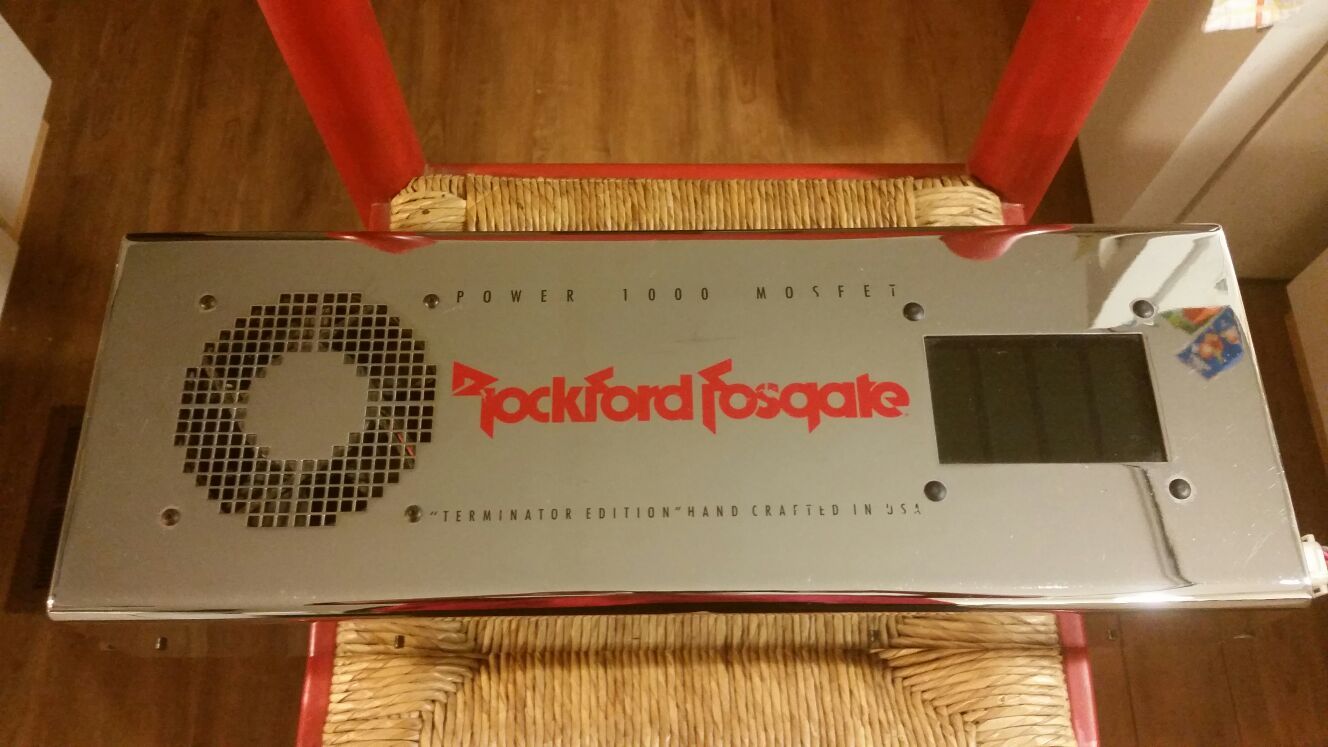 POWER 1000 MOSFET
Rockford Fosgate
"TERMINATOR EDITION" HAND CRAFTED IN USA